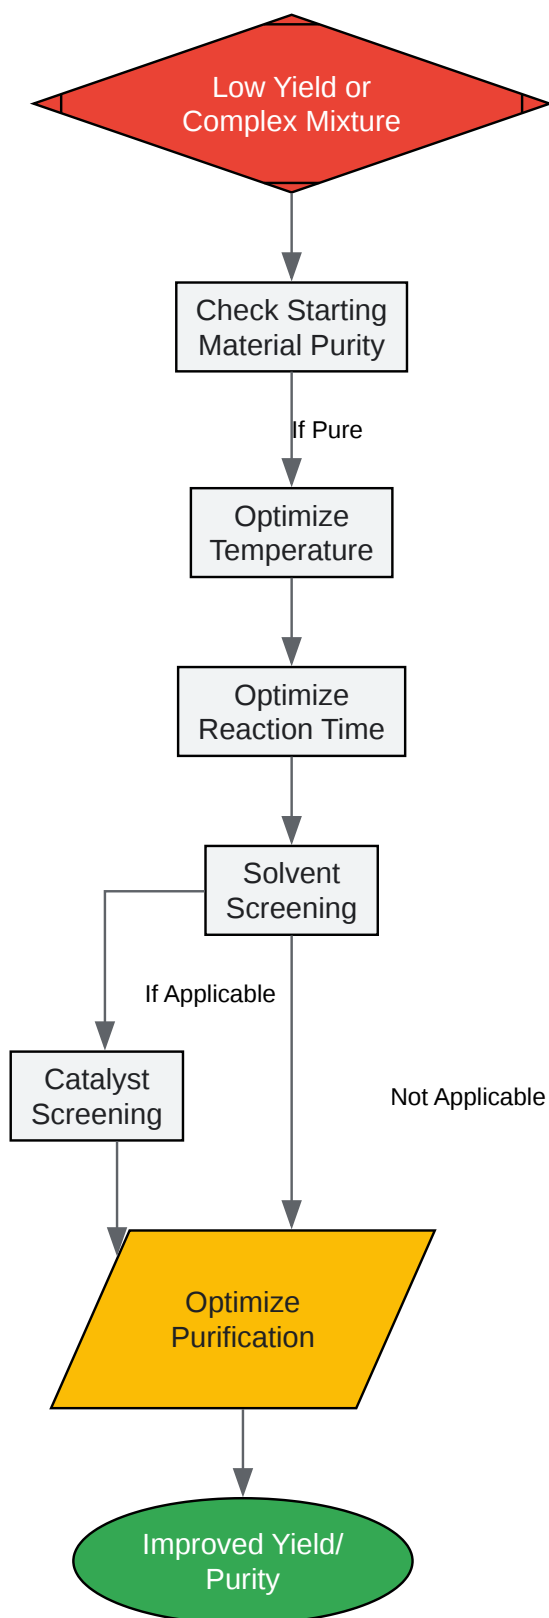 Low Yield or
Complex Mixture
Check Starting
Material Purity
If Pure
Optimize
Temperature
Optimize
Reaction Time
Solvent
Screening
If Applicable
Catalyst
Screening
Not Applicable
Optimize
Purification
Improved Yield/
Purity